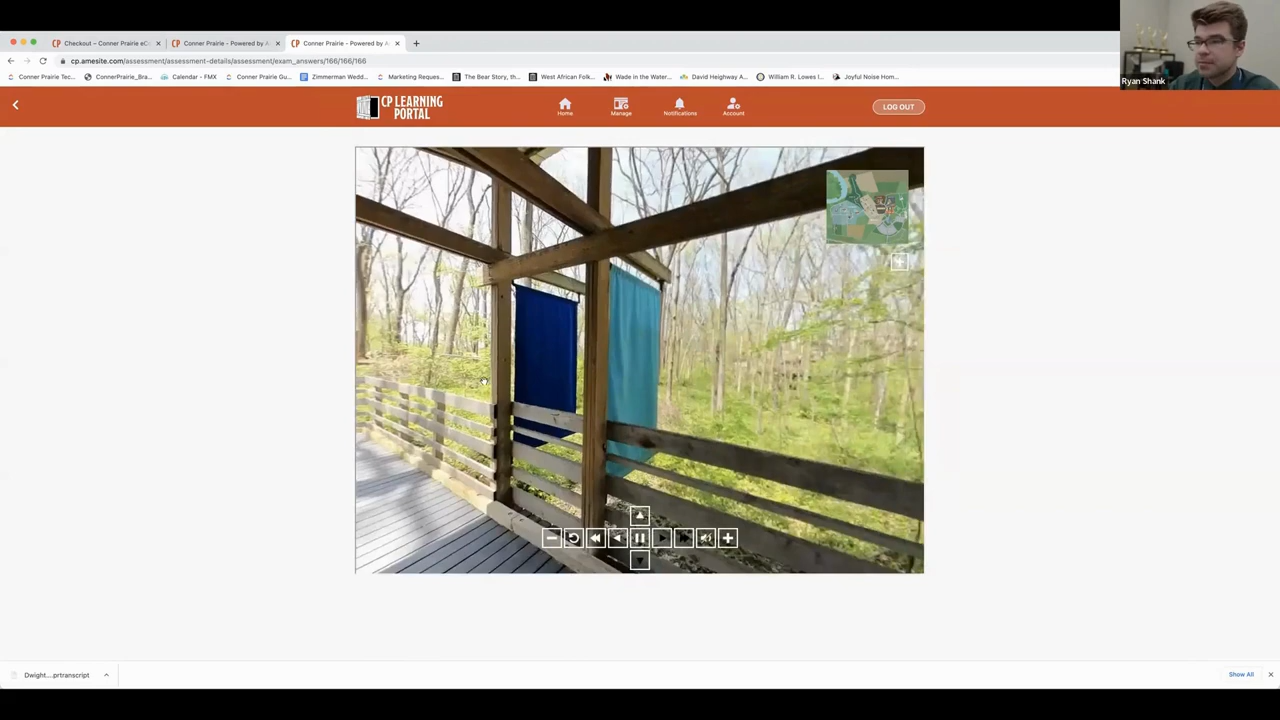 Ryan Shank
Checkout – Conner Prairie eCo
Conner Prairie - Powered by A
Conner Prairie - Powered by A
cp.amesite.com/assessment/assessment-details/assessment/exam_answers/166/166/166
Conner Prairie Tec...
ConnerPrairie_Bra...
Calendar - FMX
Conner Prairie Gu...
Zimmerman Wedd...
Marketing Reques...
The Bear Story, th...
West African Folk...
Wade in the Water...
David Heighway A...
William R. Lowes I...
Joyful Noise Hom...
CP LEARNING
PORTAL
Home
Manage
Notifications
Account
LOG OUT
Dwight....prtranscript
Show All